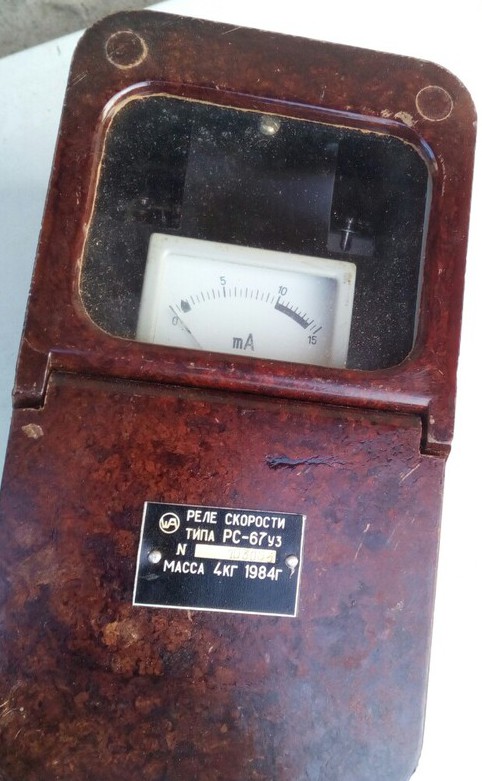 0 5 10 15
mA
РЕЛЕ СКОРОСТИ
ТИПА РС-67у3
N
МАССА 4КГ 1984г